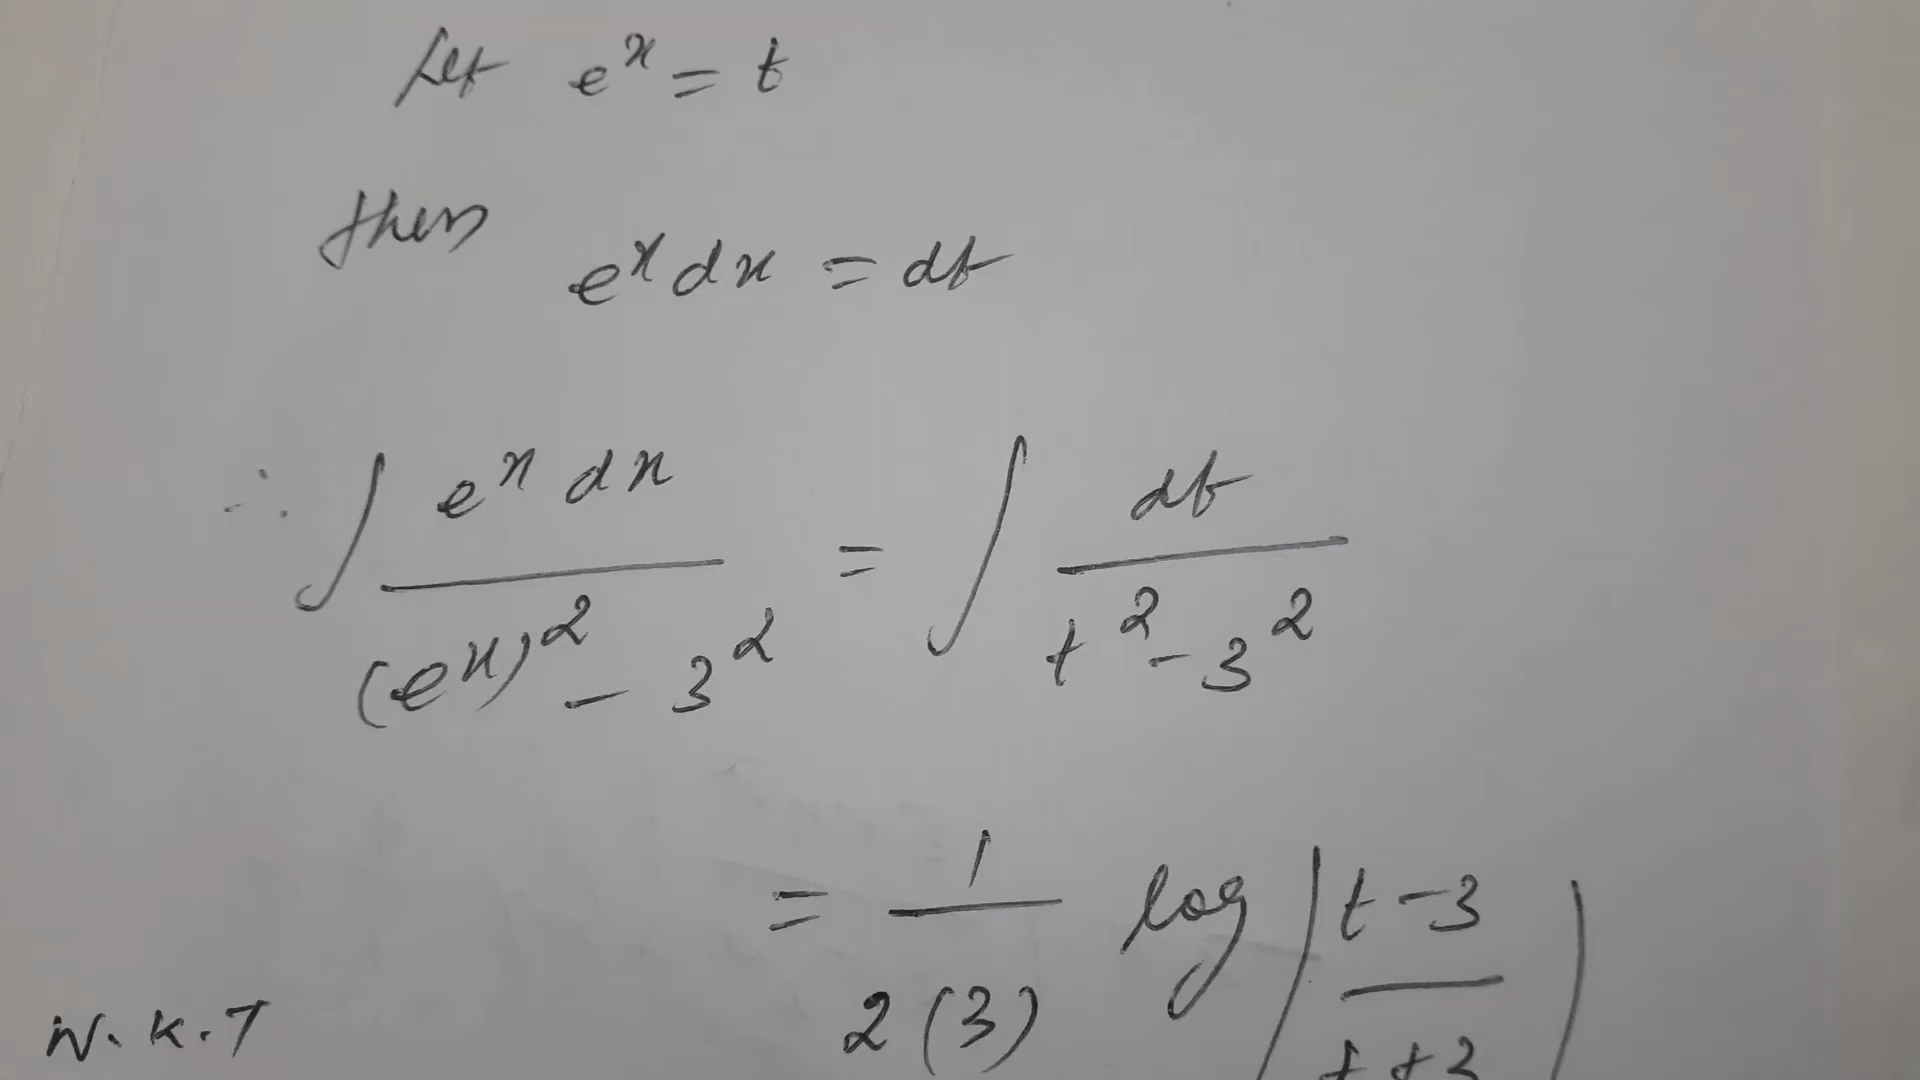 Let e^x = t
then
e^x dx = dt
∴ ∫ e^x dx / (e^x)^2 - 3^2 = ∫ dt / t^2 - 3^2
= 1 / 2(3) log | t - 3 / t + 3 |
W.K.T